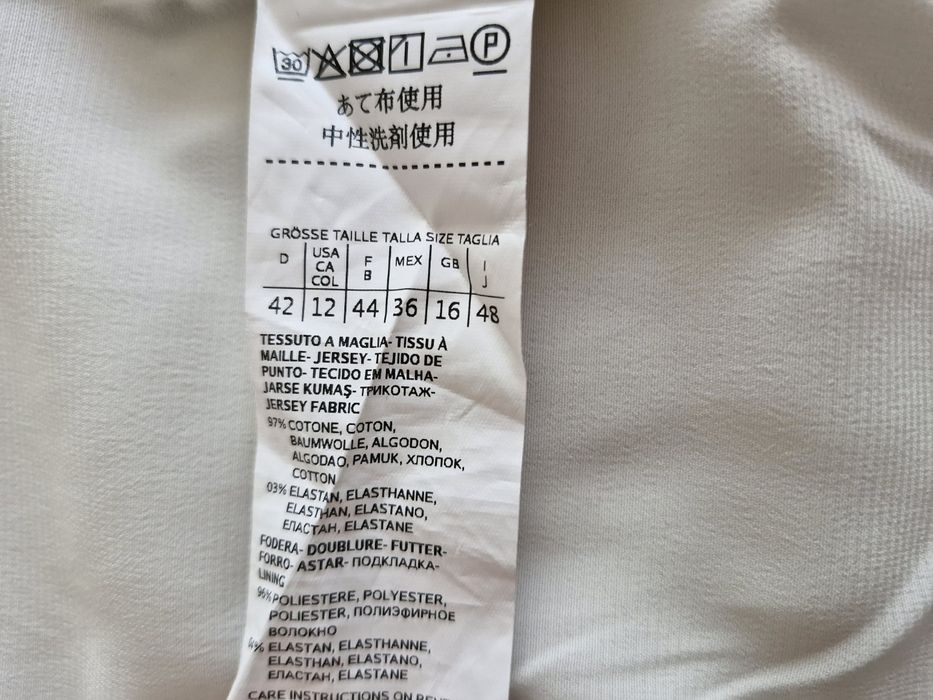 30 P
あて布使用
中性洗剤使用
GRÖSSE TAILLE TALLA SIZE TAGLIA
D USA CA COL F B MEX GB I J
42 12 44 36 16 48
TESSUTO A MAGLIA- TISSU À
MAILLE- JERSEY- TEJIDO DE
PUNTO- TECIDO EM MALHA-
JARSE KUMAŞ- ТРИКОТАЖ-
JERSEY FABRIC
97% COTONE, COTON,
BAUMWOLLE, ALGODON,
ALGODAO, PAMUK, ХЛОПОК,
COTTON
03% ELASTAN, ELASTHANNE,
ELASTHAN, ELASTANO,
ЕЛАСТАН, ELASTANE
FODERA- DOUBLURE- FUTTER-
FORRO- ASTAR- ПОДКЛАДКА-
LINING
96% POLIESTERE, POLYESTER,
POLIESTER, ПОЛИЭФИРНОЕ
ВОЛОКНО
04% ELASTAN, ELASTHANNE,
ELASTHAN, ELASTANO,
ЕЛАСТАН, ELASTANE
CARE INSTRUCTIONS ON